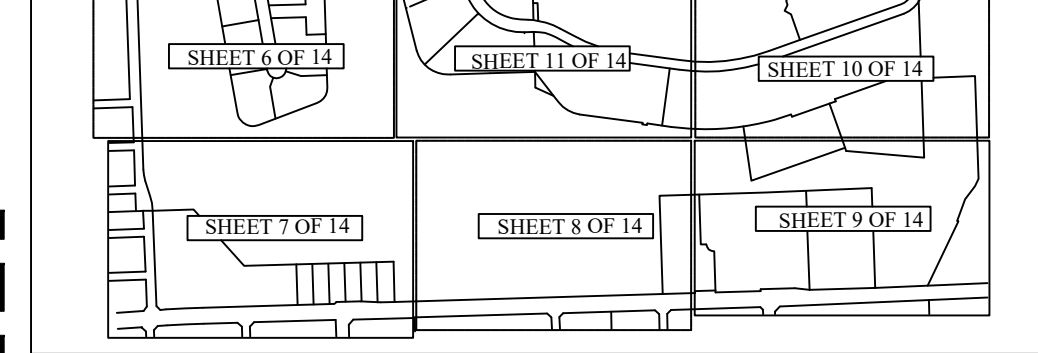 SHEET 6 OF 14
SHEET 11 OF 14
SHEET 10 OF 14
SHEET 7 OF 14
SHEET 8 OF 14
SHEET 9 OF 14